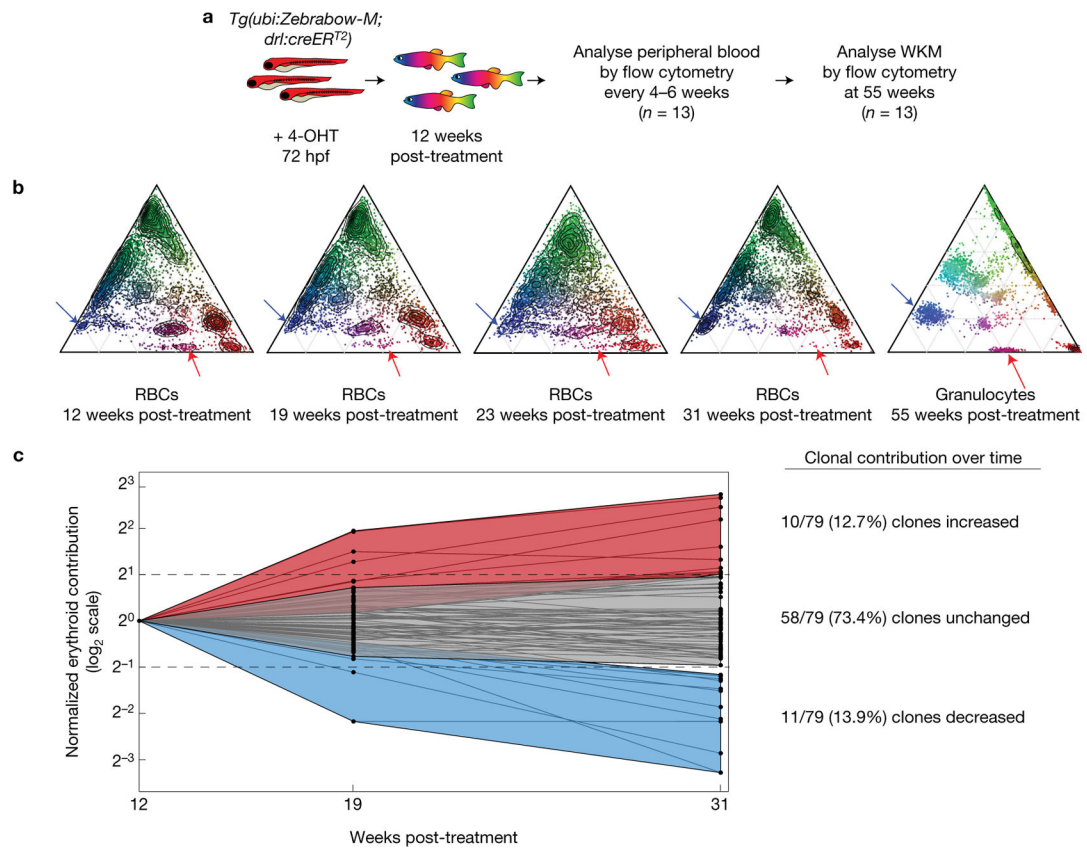 a
Tg(ubi:Zebrabow-M;
drl:creERT2)
+ 4-OHT
72 hpf
12 weeks
post-treatment
Analyse peripheral blood
by flow cytometry
every 4–6 weeks
(n = 13)
Analyse WKM
by flow cytometry
at 55 weeks
(n = 13)
b
RBCs
12 weeks post-treatment
RBCs
19 weeks post-treatment
RBCs
23 weeks post-treatment
RBCs
31 weeks post-treatment
Granulocytes
55 weeks post-treatment
c
Normalized erythroid contribution
(log2 scale)
2^3
2^2
2^1
2^0
2^-1
2^-2
2^-3
12
19
31
Weeks post-treatment
Clonal contribution over time
10/79 (12.7%) clones increased
58/79 (73.4%) clones unchanged
11/79 (13.9%) clones decreased